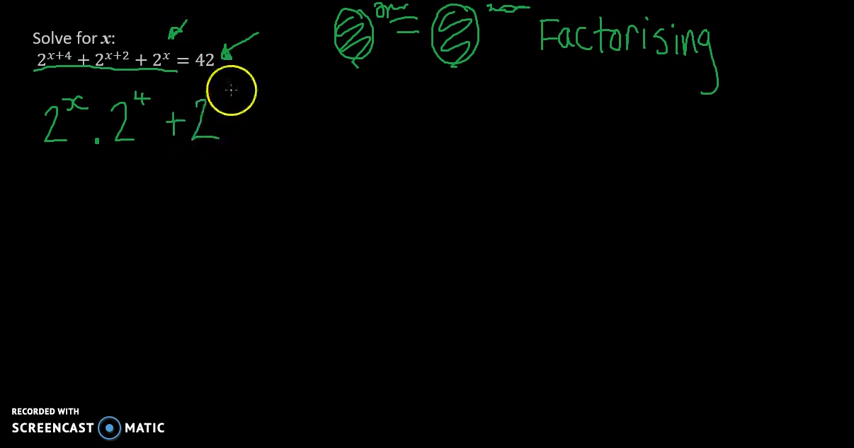 Solve for x:
2^{x+4} + 2^{x+2} + 2^x = 42
= Factorising
2^x . 2^4 + 2
RECORDED WITH
SCREENCAST MATIC